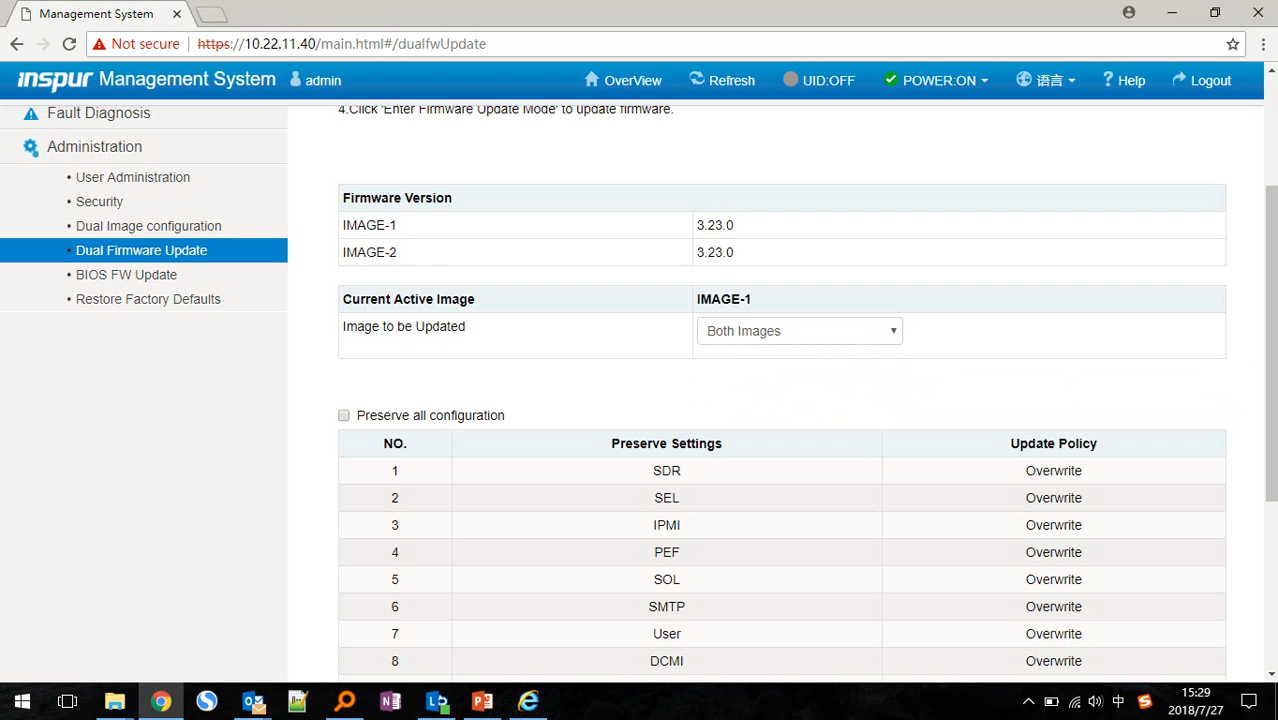 Management System
Not secure https://10.22.11.40/main.html#/dualfwUpdate
inspur Management System admin OverView Refresh UID:OFF POWER:ON 语言 Help Logout
Fault Diagnosis
Administration
• User Administration
• Security
• Dual Image configuration
• Dual Firmware Update
• BIOS FW Update
• Restore Factory Defaults
4.Click 'Enter Firmware Update Mode' to update firmware.
Firmware Version
IMAGE-1 3.23.0
IMAGE-2 3.23.0
Current Active Image IMAGE-1
Image to be Updated Both Images
Preserve all configuration
NO. Preserve Settings Update Policy
1 SDR Overwrite
2 SEL Overwrite
3 IPMI Overwrite
4 PEF Overwrite
5 SOL Overwrite
6 SMTP Overwrite
7 User Overwrite
8 DCMI Overwrite
中
15:29
2018/7/27